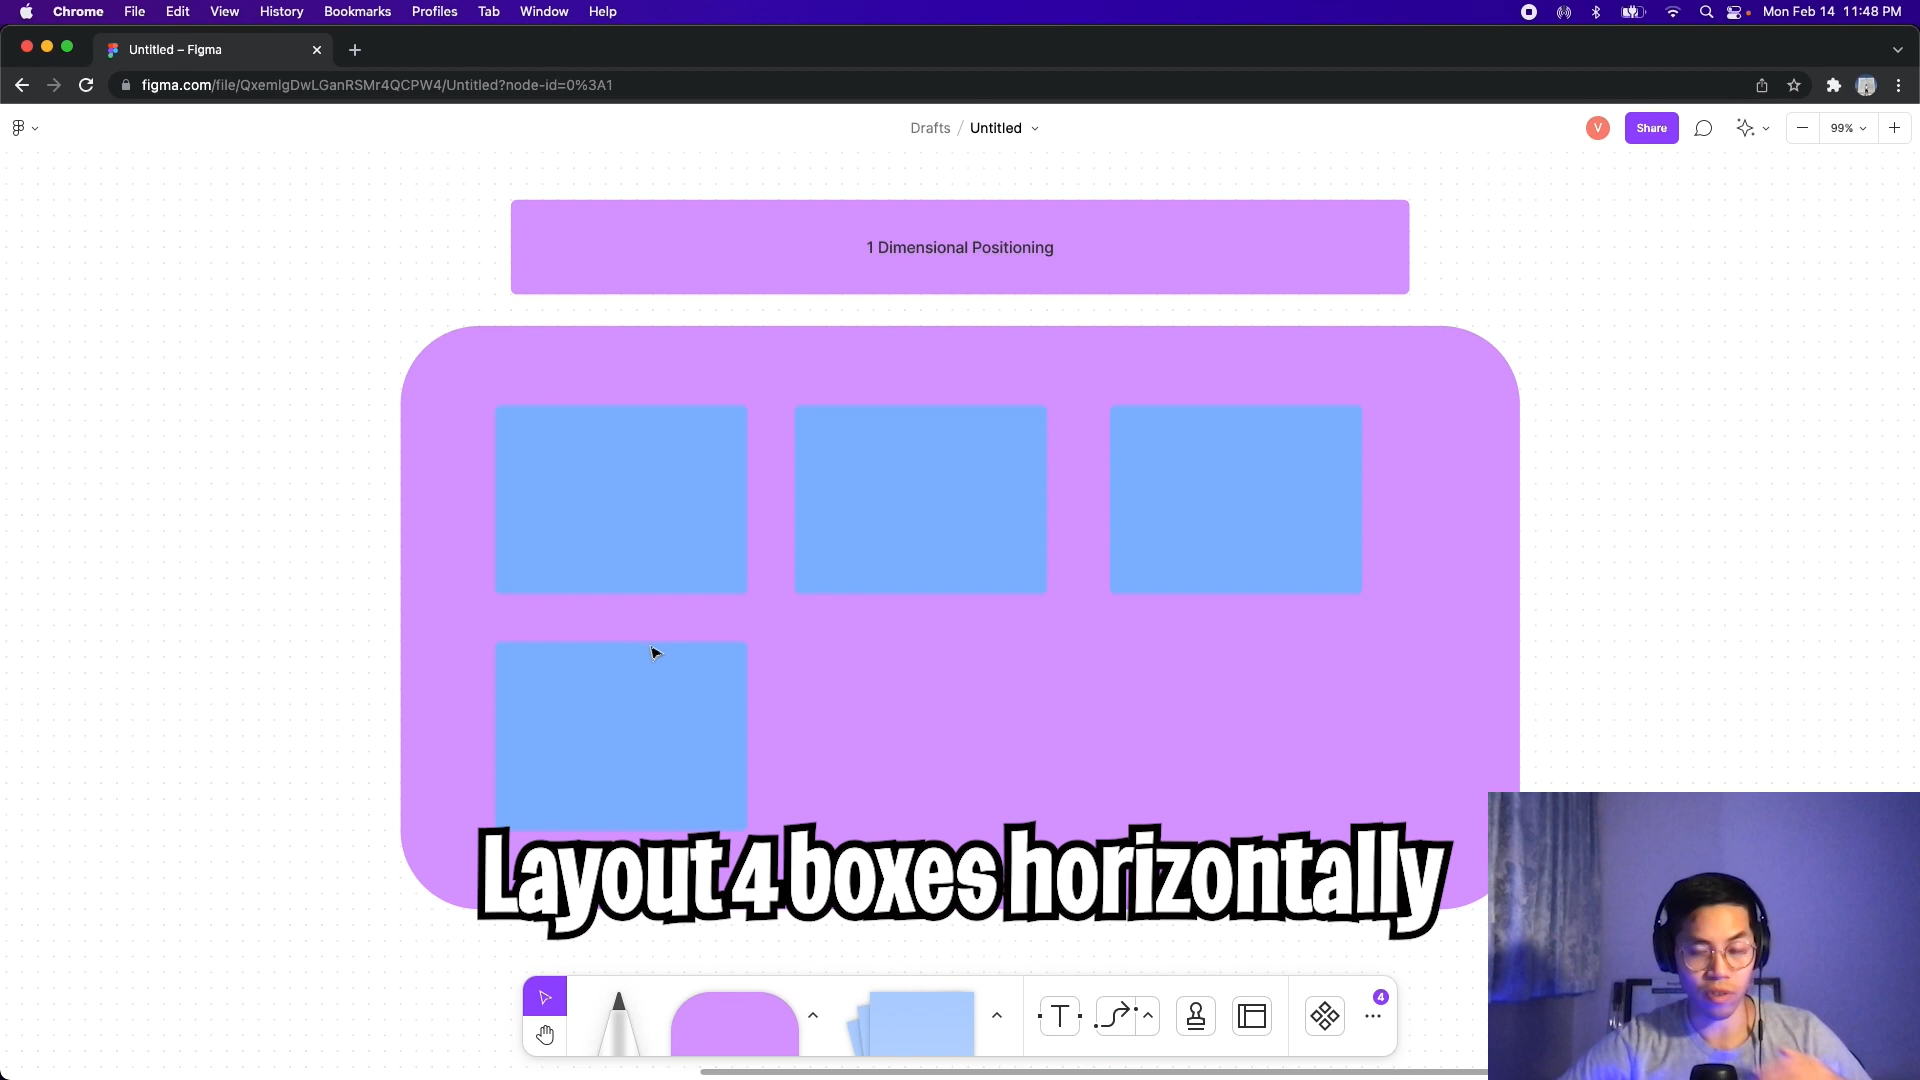 Chrome File Edit View History Bookmarks Profiles Tab Window Help Mon Feb 14 11:48 PM
Untitled – Figma
figma.com/file/QxemlgDwLGanRSMr4QCPW4/Untitled?node-id=0%3A1
Drafts / Untitled V Share 99%
1 Dimensional Positioning
Layout 4 boxes horizontally
T 4